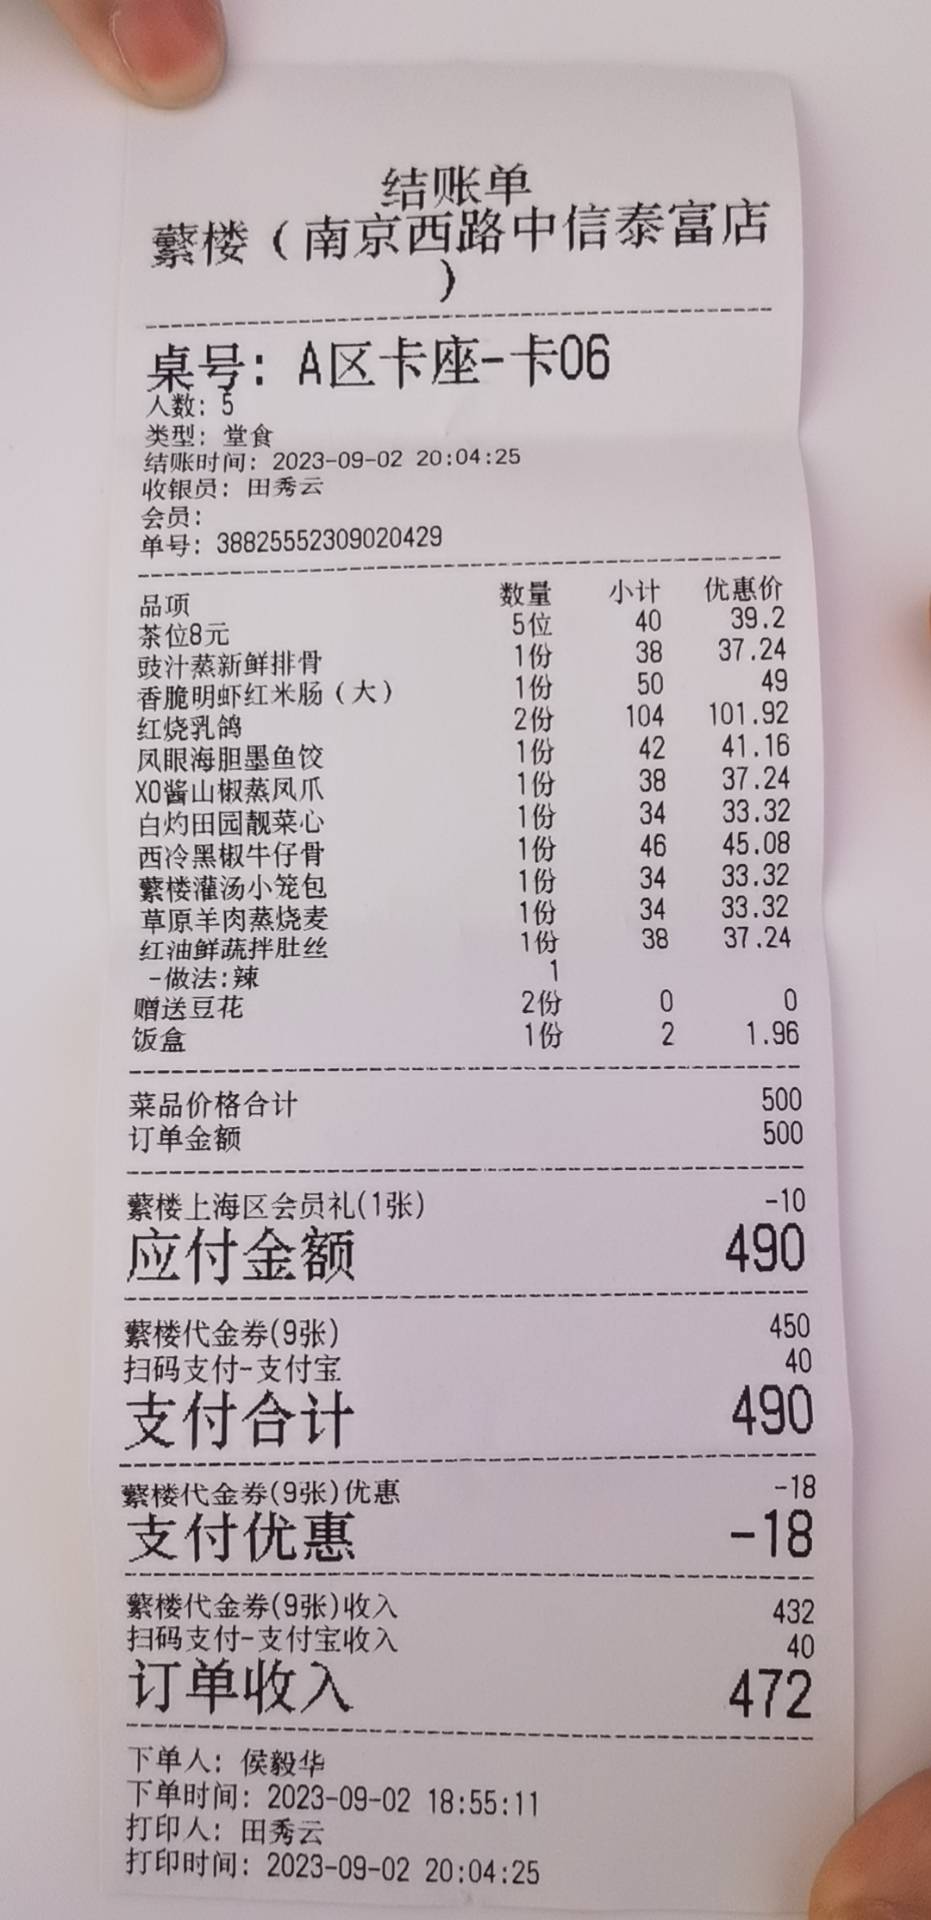 结账单
蘩楼（南京西路中信泰富店
）
桌号：A区卡座-卡06
人数：5
类型：堂食
结账时间：2023-09-02 20:04:25
收银员：田秀云
会员：
单号：38825552309020429
品项 数量 小计 优惠价
茶位8元 5位 40 39.2
豉汁蒸新鲜排骨 1份 38 37.24
香脆明虾红米肠（大） 1份 50 49
红烧乳鸽 2份 104 101.92
凤眼海胆墨鱼饺 1份 42 41.16
XO酱山椒蒸凤爪 1份 38 37.24
白灼田园靓菜心 1份 34 33.32
西冷黑椒牛仔骨 1份 46 45.08
蘩楼灌汤小笼包 1份 34 33.32
草原羊肉蒸烧麦 1份 34 33.32
红油鲜蔬拌肚丝 1份 38 37.24
-做法:辣 1
赠送豆花 2份 0 0
饭盒 1份 2 1.96
菜品价格合计 500
订单金额 500
蘩楼上海区会员礼(1张) -10
应付金额 490
蘩楼代金券(9张) 450
扫码支付-支付宝 40
支付合计 490
蘩楼代金券(9张)优惠 -18
支付优惠 -18
蘩楼代金券(9张)收入 432
扫码支付-支付宝收入 40
订单收入 472
下单人：侯毅华
下单时间：2023-09-02 18:55:11
打印人：田秀云
打印时间：2023-09-02 20:04:25